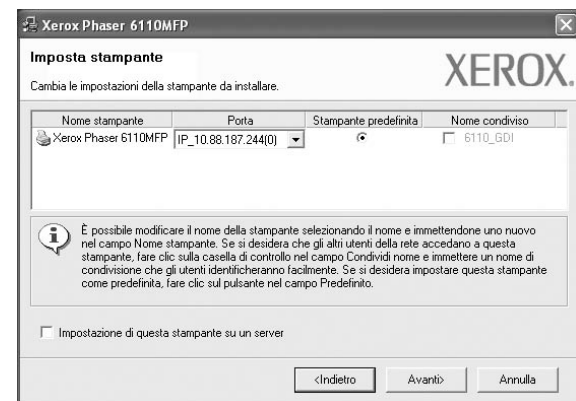 Xerox Phaser 6110MFP
Imposta stampante
Cambia le impostazioni della stampante da installare.
XEROX.
Nome stampante Porta Stampante predefinita Nome condiviso
Xerox Phaser 6110MFP IP_10.88.187.244(0) 6110_GDI
È possibile modificare il nome della stampante selezionando il nome e immettendone uno nuovo
nel campo Nome stampante. Se si desidera che gli altri utenti della rete accedano a questa
stampante, fare clic sulla casella di controllo nel campo Condividi nome e immettere un nome di
condivisione che gli utenti identificheranno facilmente. Se si desidera impostare questa stampante
come predefinita, fare clic sul pulsante nel campo Predefinito.
Impostazione di questa stampante su un server
<Indietro Avanti> Annulla